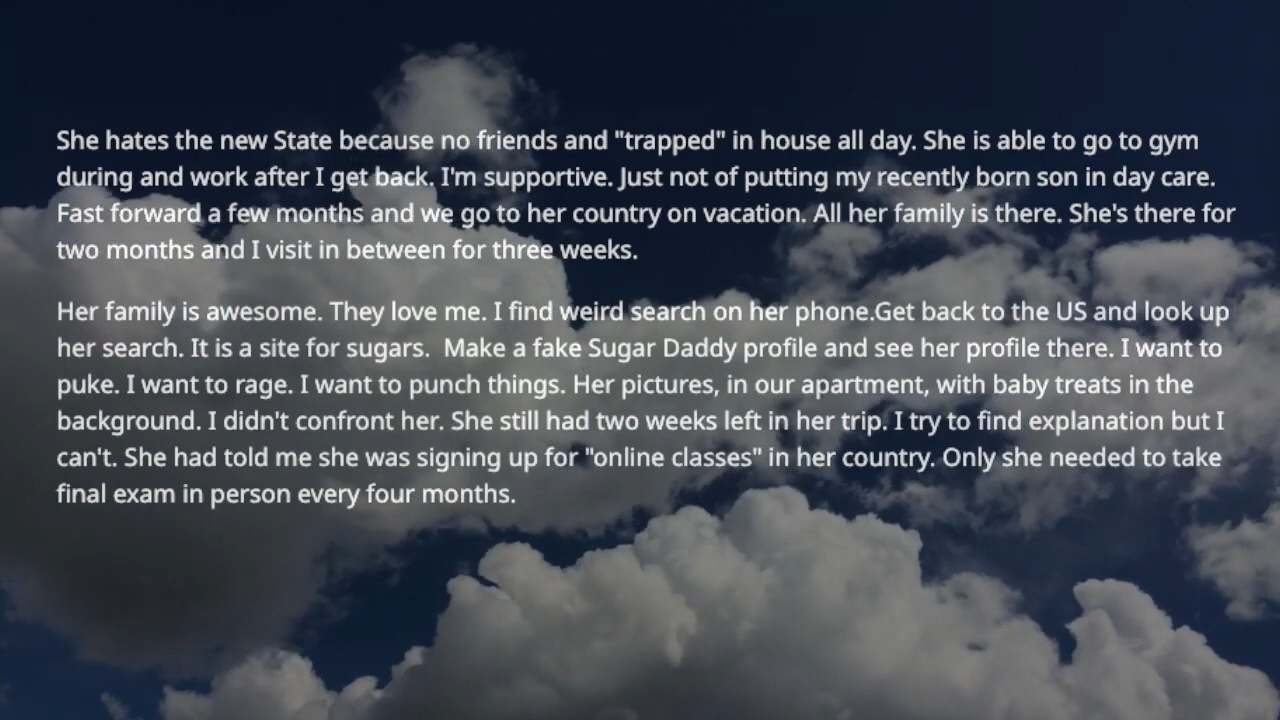 She hates the new State because no friends and "trapped" in house all day. She is able to go to gym
during and work after I get back. I'm supportive. Just not of putting my recently born son in day care.
Fast forward a few months and we go to her country on vacation. All her family is there. She's there for
two months and I visit in between for three weeks.
Her family is awesome. They love me. I find weird search on her phone.Get back to the US and look up
her search. It is a site for sugars.  Make a fake Sugar Daddy profile and see her profile there. I want to
puke. I want to rage. I want to punch things. Her pictures, in our apartment, with baby treats in the
background. I didn't confront her. She still had two weeks left in her trip. I try to find explanation but I
can't. She had told me she was signing up for "online classes" in her country. Only she needed to take
final exam in person every four months.